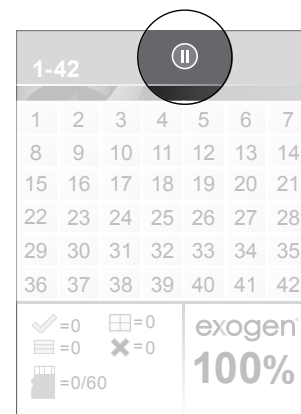 1-42
1 2 3 4 5 6 7
8 9 10 11 12 13 14
15 16 17 18 19 20 21
22 23 24 25 26 27 28
29 30 31 32 33 34 35
36 37 38 39 40 41 42
=0 =0
=0 =0
=0/60
exogen
100%